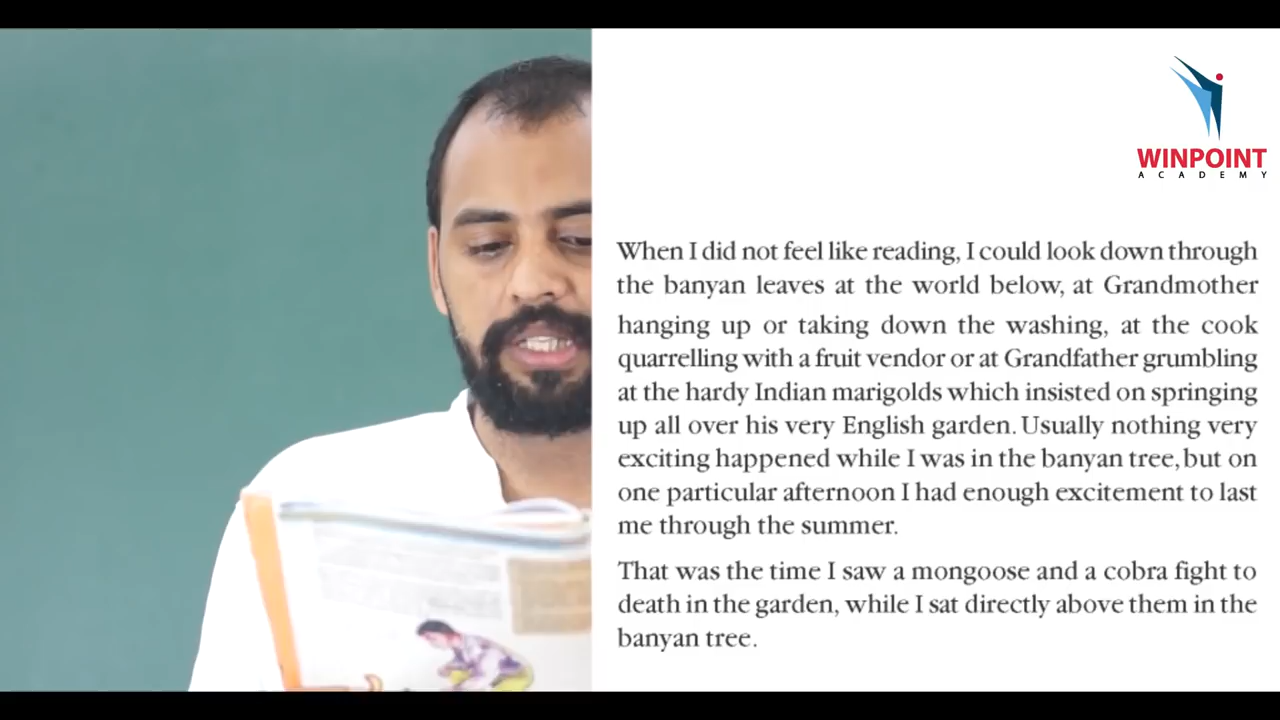 WINPOINT
ACADEMY
When I did not feel like reading, I could look down through
the banyan leaves at the world below, at Grandmother
hanging up or taking down the washing, at the cook
quarrelling with a fruit vendor or at Grandfather grumbling
at the hardy Indian marigolds which insisted on springing
up all over his very English garden. Usually nothing very
exciting happened while I was in the banyan tree, but on
one particular afternoon I had enough excitement to last
me through the summer.
That was the time I saw a mongoose and a cobra fight to
death in the garden, while I sat directly above them in the
banyan tree.